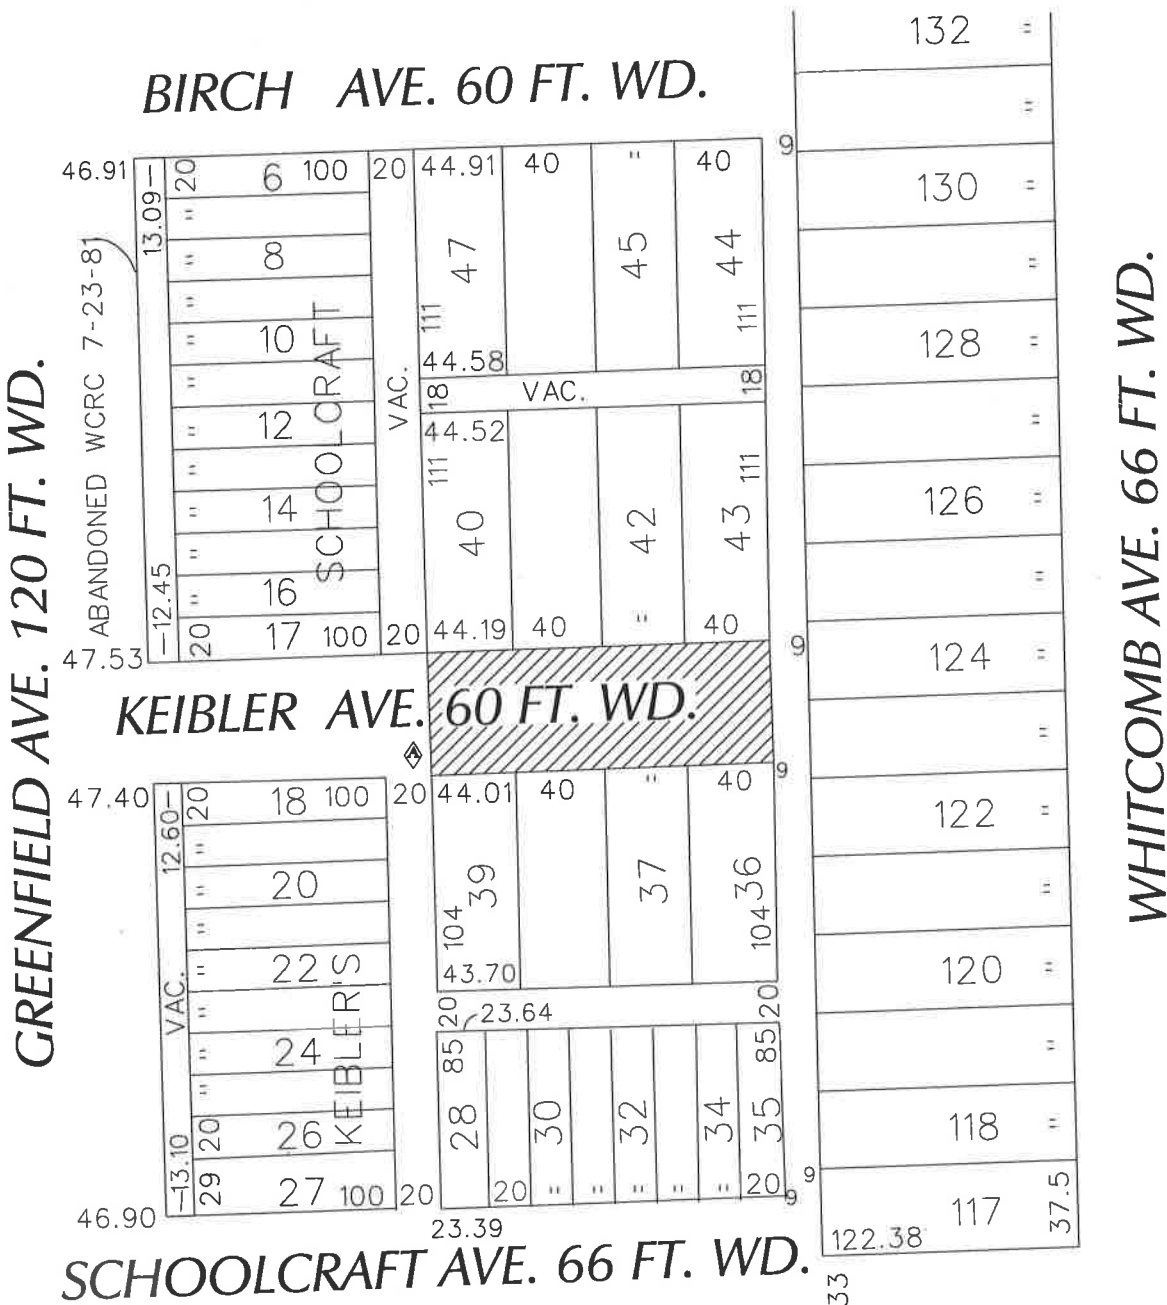 BIRCH AVE. 60 FT. WD.
132 "
"
46.91 13.09 20 6 100 20 44.91 40 " 40 9
130 "
"
8 "
47 45 44
ABANDONED WCRC 7-23-81
"
"
10 "
111 111
128 "
SCHOOLCRAFT
"
44.58
18 VAC. 18
VAC.
12 "
44.52
"
"
111 111
14 "
40 42 43
126 "
"
12.45
16 "
"
47.53 20 17 100 20 44.19 40 " 40 9
124 "
GREENFIELD AVE. 120 FT. WD.
WHITCOMB AVE. 66 FT. WD.
KEIBLER AVE. 60 FT. WD.
A
"
47.40 12.60 20 18 100 20 44.01 40 " 40 9
122 "
"
20 "
39 37 36
"
"
104 104
22 "
43.70
120 "
VAC.
KEIBLER'S
"
20 23.64 20
24 "
85 85
"
"
26 20
28 30 32 34 35
118 "
13.10
46.90 29 27 100 20 20 " " " " " 20 9 9
117 37.5
23.39
122.38
SCHOOLCRAFT AVE. 66 FT. WD.
33